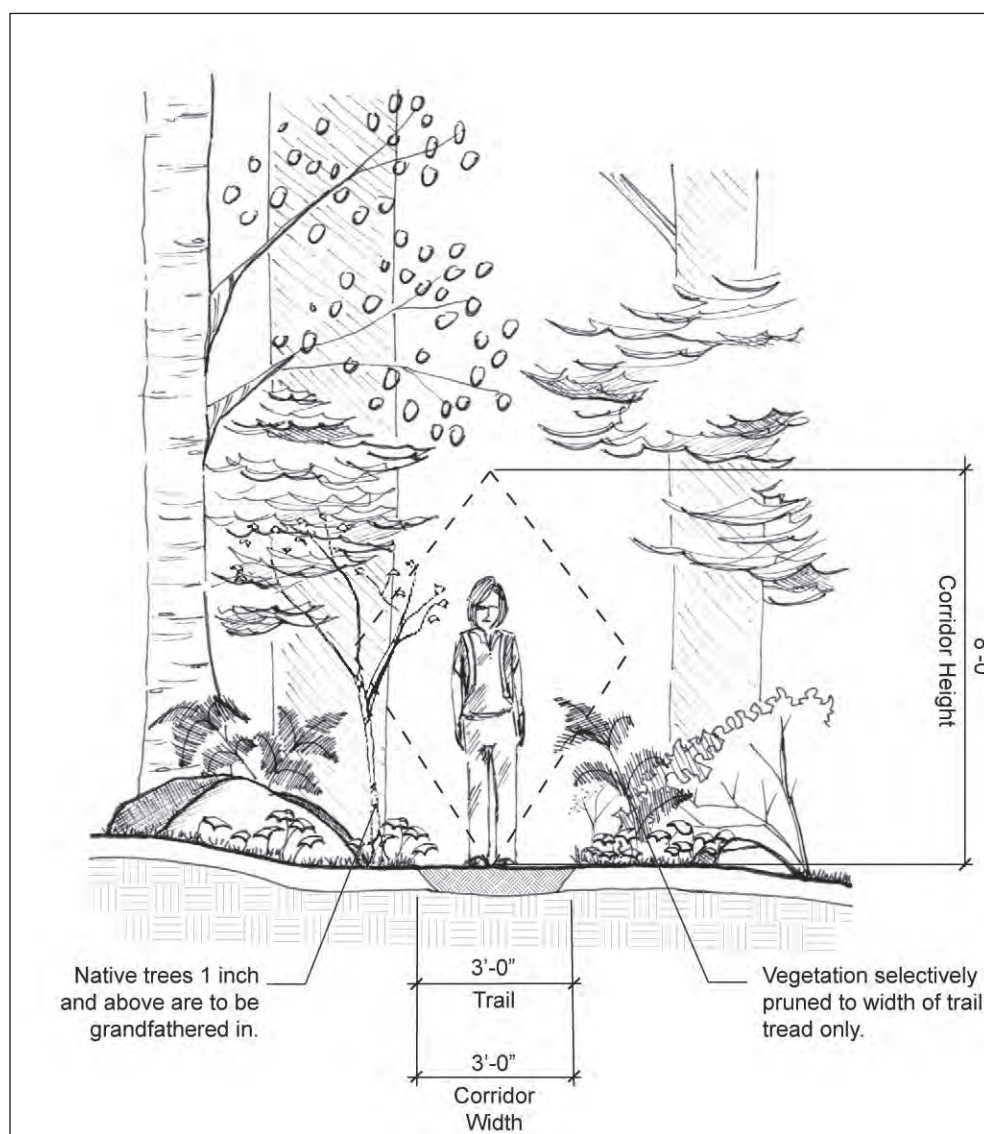 Corridor Height
Native trees 1 inch
and above are to be
grandfathered in.
3'-0"
Trail
Vegetation selectively
pruned to width of trail
tread only.
3'-0"
Corridor
Width